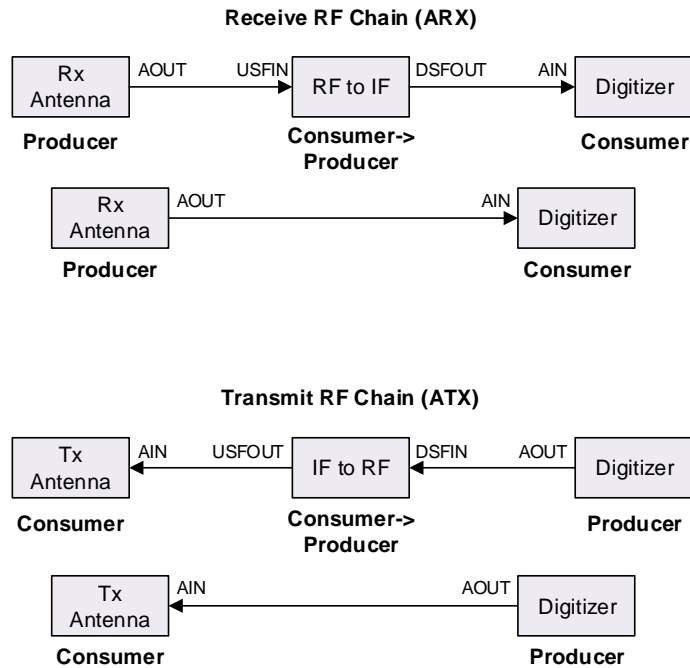 Receive RF Chain (ARX)
Rx
Antenna
AOUT
USFIN
RF to IF
DSFOUT
AIN
Digitizer
Producer
Consumer->
Producer
Consumer
Rx
Antenna
AOUT
AIN
Digitizer
Producer
Consumer
Transmit RF Chain (ATX)
Tx
Antenna
AIN
USFOUT
IF to RF
DSFIN
AOUT
Digitizer
Consumer
Consumer->
Producer
Producer
Tx
Antenna
AIN
AOUT
Digitizer
Consumer
Producer